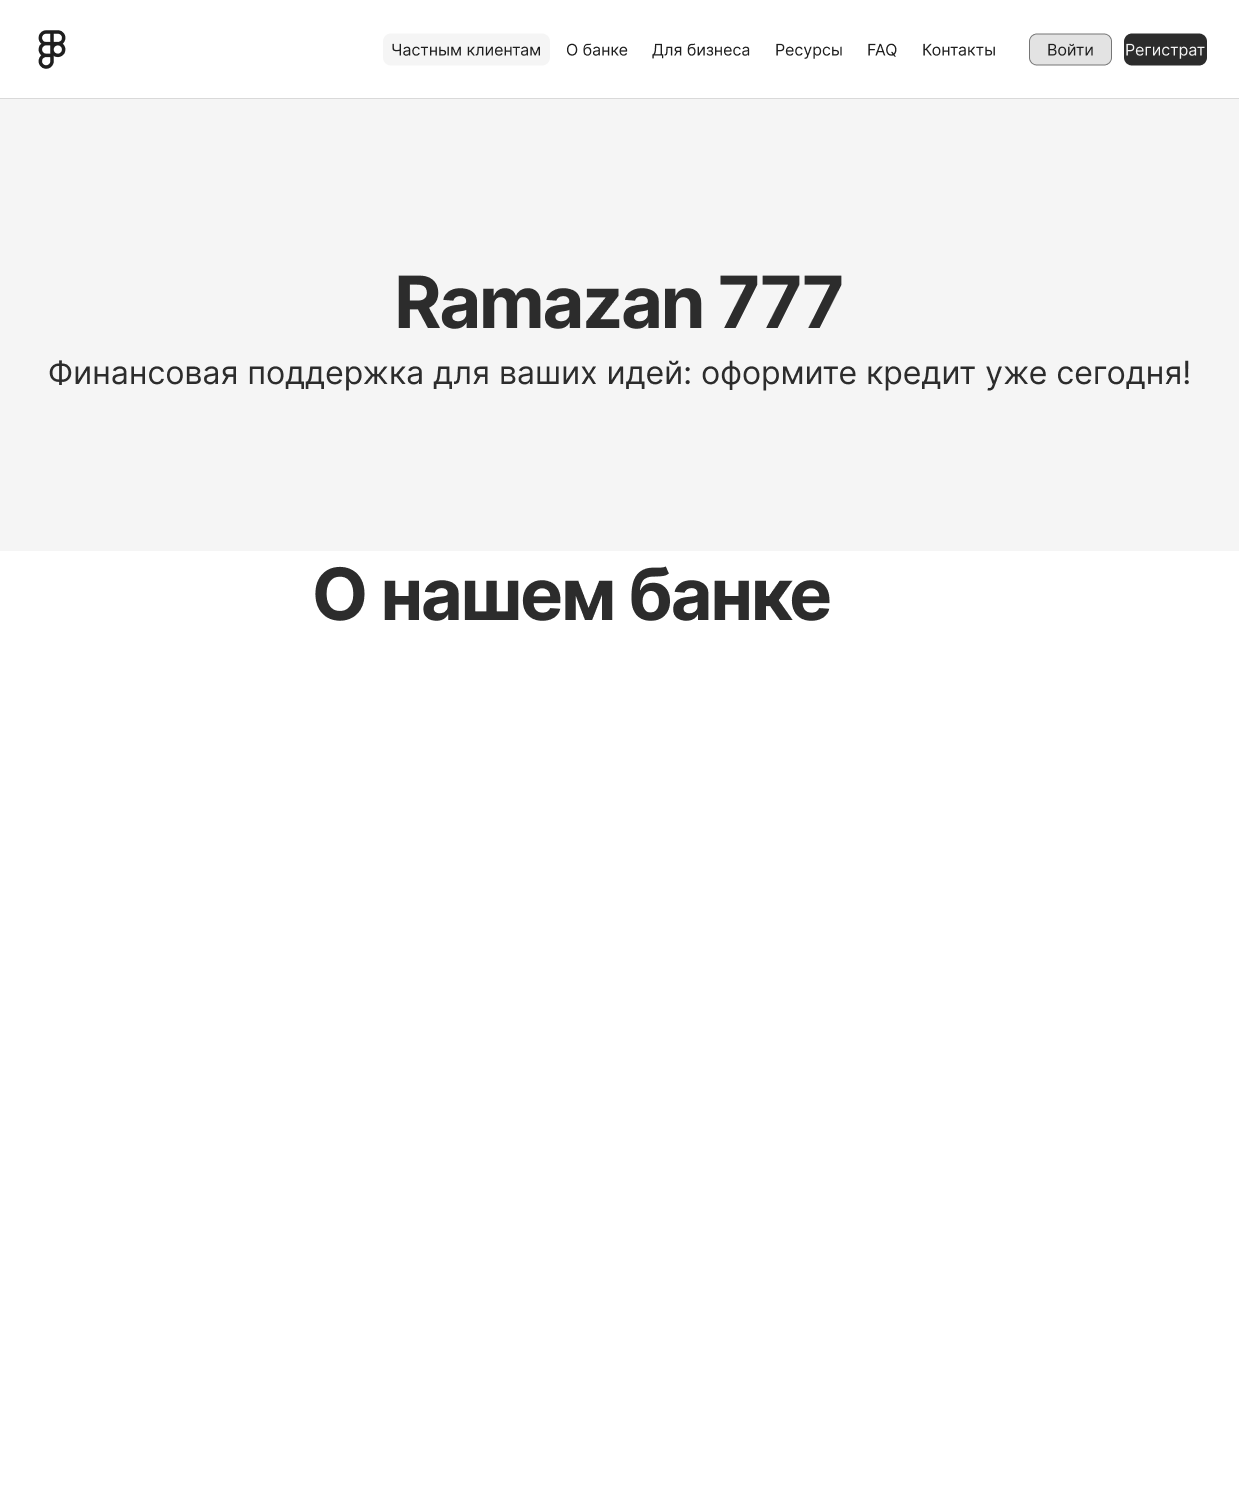 Частным клиентам О банке Для бизнеса Ресурсы FAQ Контакты Войти Регистрат
Ramazan 777
Финансовая поддержка для ваших идей: оформите кредит уже сегодня!
О нашем банке